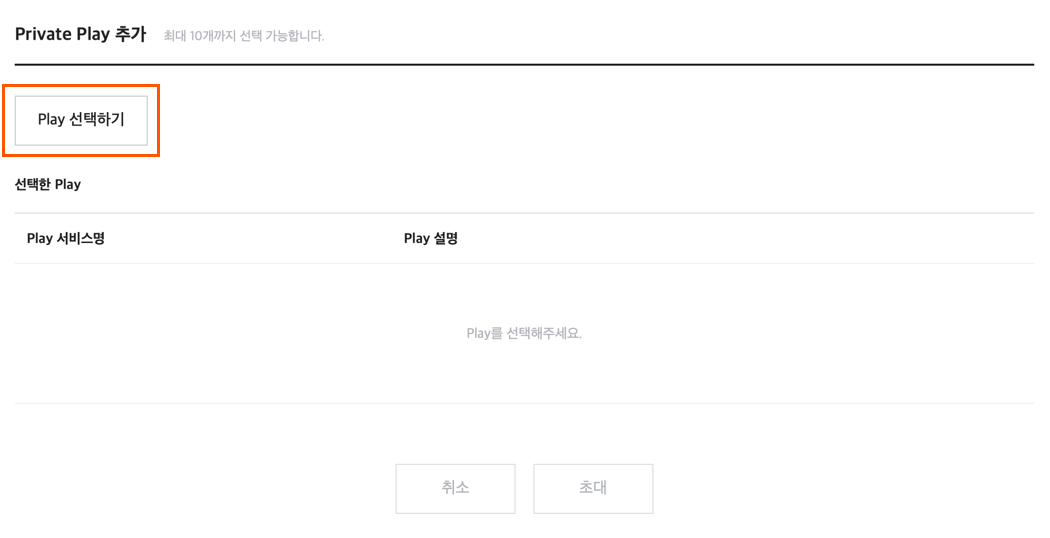 Private Play 추가 최대 10개까지 선택 가능합니다.
Play 선택하기
선택한 Play
Play 서비스명 Play 설명
Play를 선택해주세요.
취소 초대